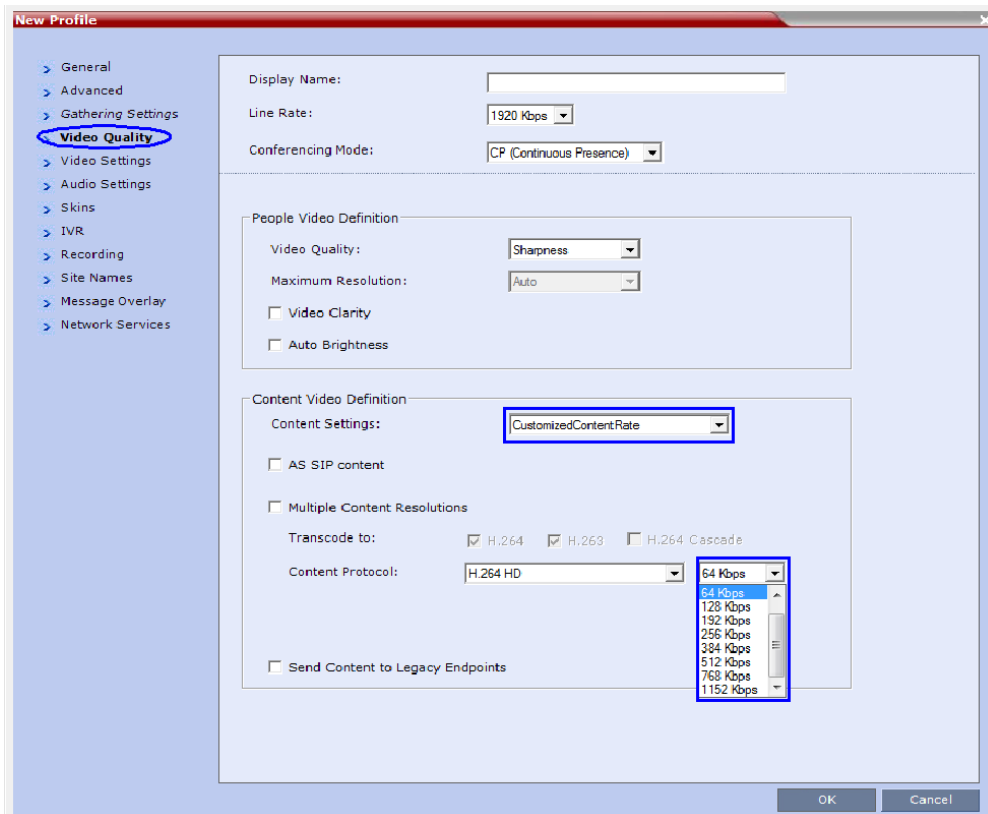 New Profile
General
Advanced
Gathering Settings
Video Quality
Video Settings
Audio Settings
Skins
IVR
Recording
Site Names
Message Overlay
Network Services
Display Name:
Line Rate: 1920 Kbps
Conferencing Mode: CP (Continuous Presence)
People Video Definition
Video Quality: Sharpness
Maximum Resolution: Auto
Video Clarity
Auto Brightness
Content Video Definition
Content Settings: CustomizedContentRate
AS SIP content
Multiple Content Resolutions
Transcode to: H.264 H.263 H.264 Cascade
Content Protocol: H.264 HD 64 Kbps
64 Kbps
128 Kbps
192 Kbps
256 Kbps
384 Kbps
512 Kbps
768 Kbps
1152 Kbps
Send Content to Legacy Endpoints
OK Cancel